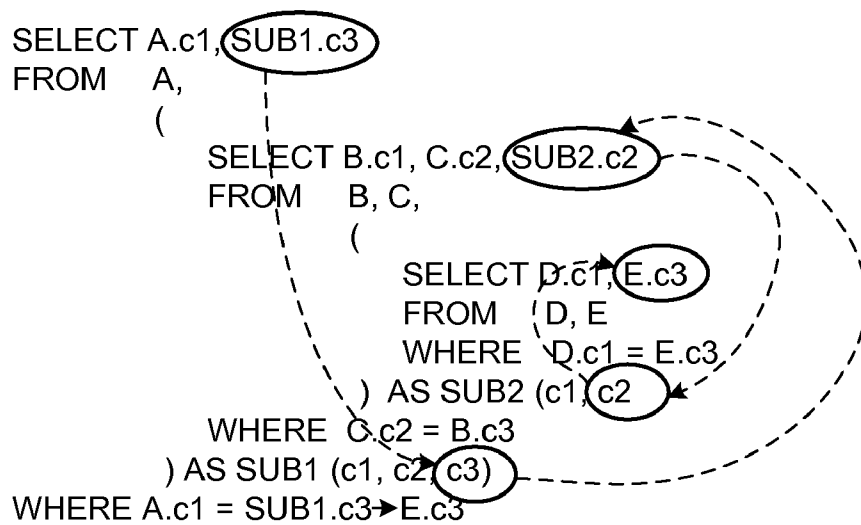 SELECT A.c1, SUB1.c3
FROM A,
(
SELECT B.c1, C.c2, SUB2.c2
FROM B, C,
(
SELECT D.c1, E.c3
FROM D, E
WHERE D.c1 = E.c3
) AS SUB2 (c1, c2
WHERE C.c2 = B.c3
) AS SUB1 (c1, c2, c3)
WHERE A.c1 = SUB1.c3→E.c3